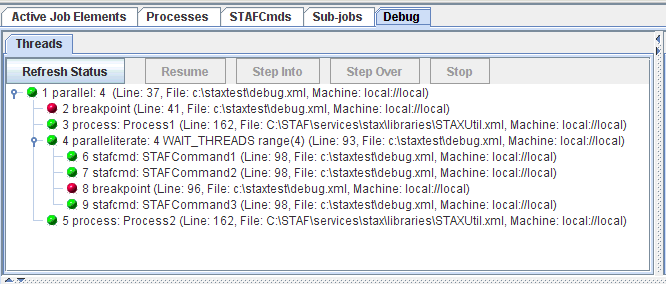 Active Job Elements Processes STAFCmds Sub-jobs Debug
Threads
Refresh Status Resume Step Into Step Over Stop
1 parallel: 4 (Line: 37, File: c:\staxtest\debug.xml, Machine: local://local)
2 breakpoint (Line: 41, File: c:\staxtest\debug.xml, Machine: local://local)
3 process: Process1 (Line: 162, File: C:\STAF\services\stax\libraries\STAXUtil.xml, Machine: local://local)
4 paralleliterate: 4 WAIT_THREADS range(4) (Line: 93, File: c:\staxtest\debug.xml, Machine: local://local)
6 stafcmd: STAFCommand1 (Line: 98, File: c:\staxtest\debug.xml, Machine: local://local)
7 stafcmd: STAFCommand2 (Line: 98, File: c:\staxtest\debug.xml, Machine: local://local)
8 breakpoint (Line: 96, File: c:\staxtest\debug.xml, Machine: local://local)
9 stafcmd: STAFCommand3 (Line: 98, File: c:\staxtest\debug.xml, Machine: local://local)
5 process: Process2 (Line: 162, File: C:\STAF\services\stax\libraries\STAXUtil.xml, Machine: local://local)